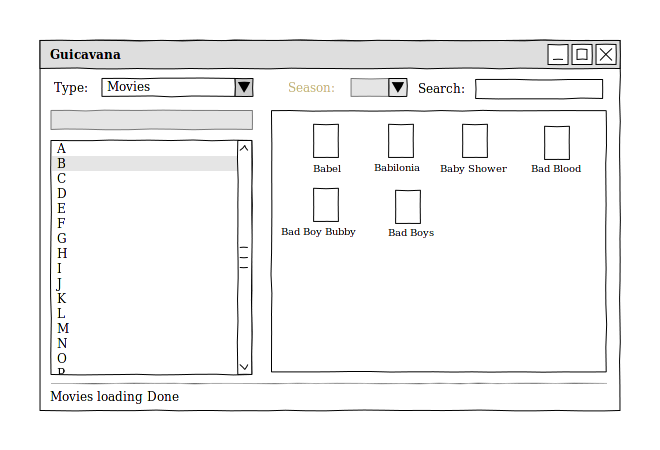 Guicavana
Type: Movies Season: Search:
A
B
C
D
E
F
G
H
I
J
K
L
M
N
O
Babel Babilonia Baby Shower Bad Blood
Bad Boy Bubby Bad Boys
Movies loading Done